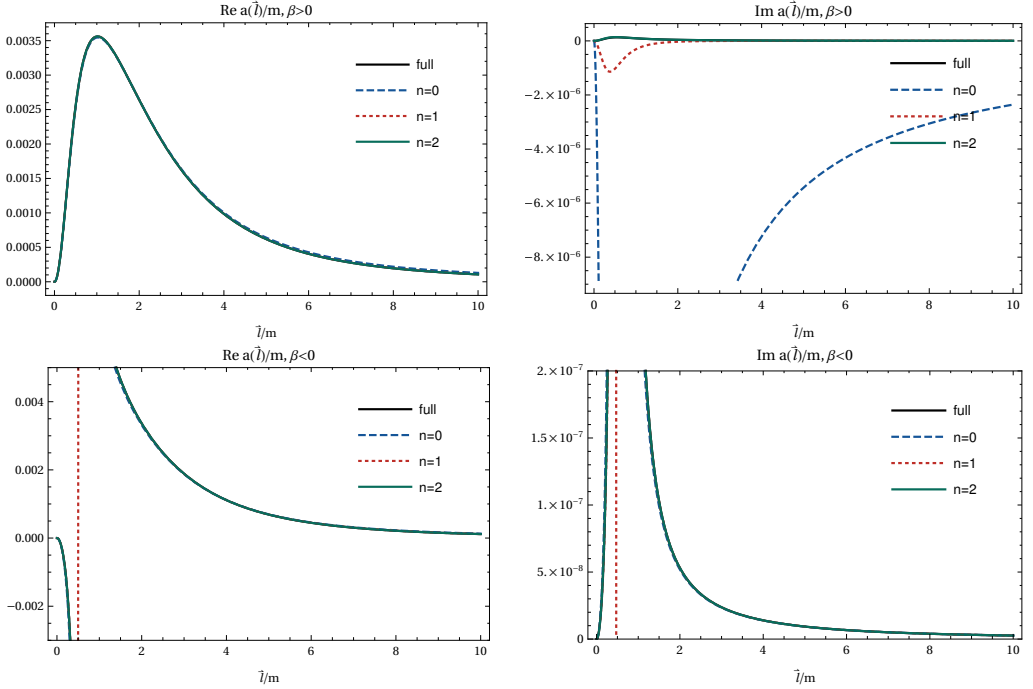 Re a(l⃗)/m, β>0
0.0035
0.0030
0.0025
0.0020
0.0015
0.0010
0.0005
0.0000
full
n=0
n=1
n=2
0 2 4 6 8 10
l⃗/m
Im a(l⃗)/m, β>0
0
−2.×10⁻⁶
−4.×10⁻⁶
−6.×10⁻⁶
−8.×10⁻⁶
full
n=0
n=1
n=2
0 2 4 6 8 10
l⃗/m
Re a(l⃗)/m, β<0
0.004
0.002
0.000
−0.002
full
n=0
n=1
n=2
0 2 4 6 8 10
l⃗/m
Im a(l⃗)/m, β<0
2.×10⁻⁷
1.5×10⁻⁷
1.×10⁻⁷
5.×10⁻⁸
0
full
n=0
n=1
n=2
0 2 4 6 8 10
l⃗/m